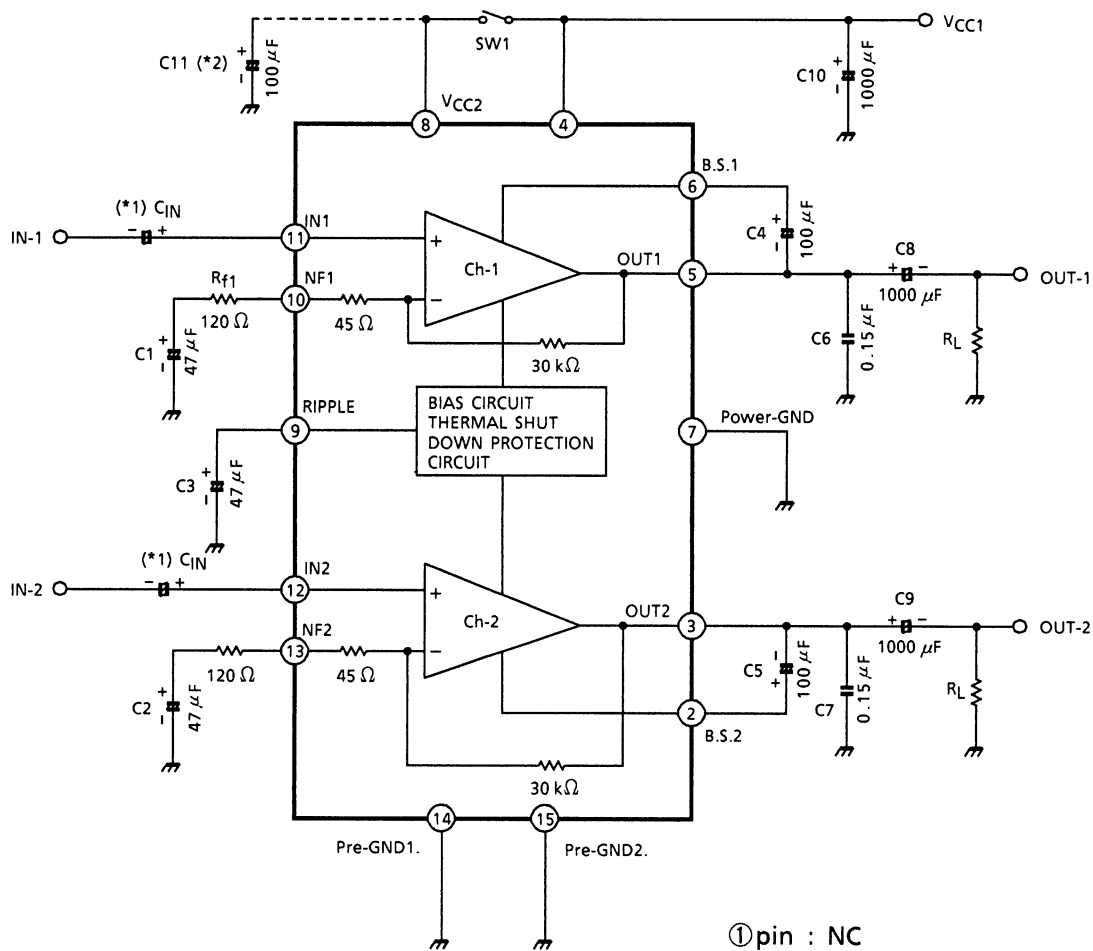 C11 (*2)
+
-
100 μF
SW1
VCC1
C10
+
-
1000 μF
VCC2
8
4
B.S.1
6
(*1) CIN
IN-1
- +
IN1
11
+
Ch-1
-
OUT1
5
C4
+
-
100 μF
C8
+ -
1000 μF
OUT-1
Rf1
120 Ω
NF1
10
45 Ω
30 kΩ
C1
+
-
47 μF
C6
0.15 μF
RL
RIPPLE
9
BIAS CIRCUIT
THERMAL SHUT
DOWN PROTECTION
CIRCUIT
Power-GND
7
C3
+
-
47 μF
(*1) CIN
IN-2
- +
IN2
12
+
Ch-2
-
OUT2
3
C9
+ -
1000 μF
OUT-2
NF2
13
120 Ω
45 Ω
C2
+
-
47 μF
C5
-
+
100 μF
C7
0.15 μF
RL
2
B.S.2
30 kΩ
14
15
Pre-GND1.
Pre-GND2.
①pin : NC